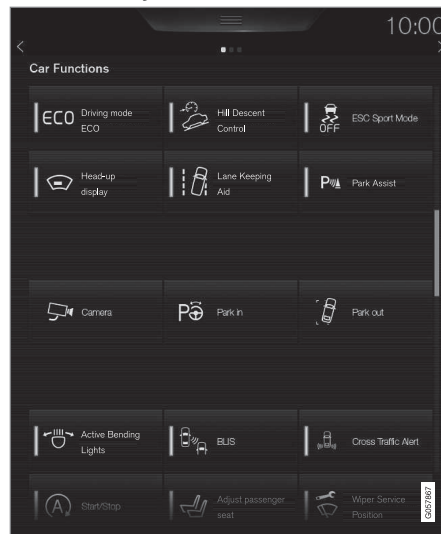 10:00
Car Functions
ECO
Driving mode
ECO
Hill Descent
Control
OFF
ESC Sport Mode
Head-up
display
Lane Keeping
Aid
P
Park Assist
Camera
P
Park in
Park out
Active Bending
Lights
BLIS
Cross Traffic Alert
A
Start/Stop
Adjust passenger
seat
Wiper Service
Position
G057867